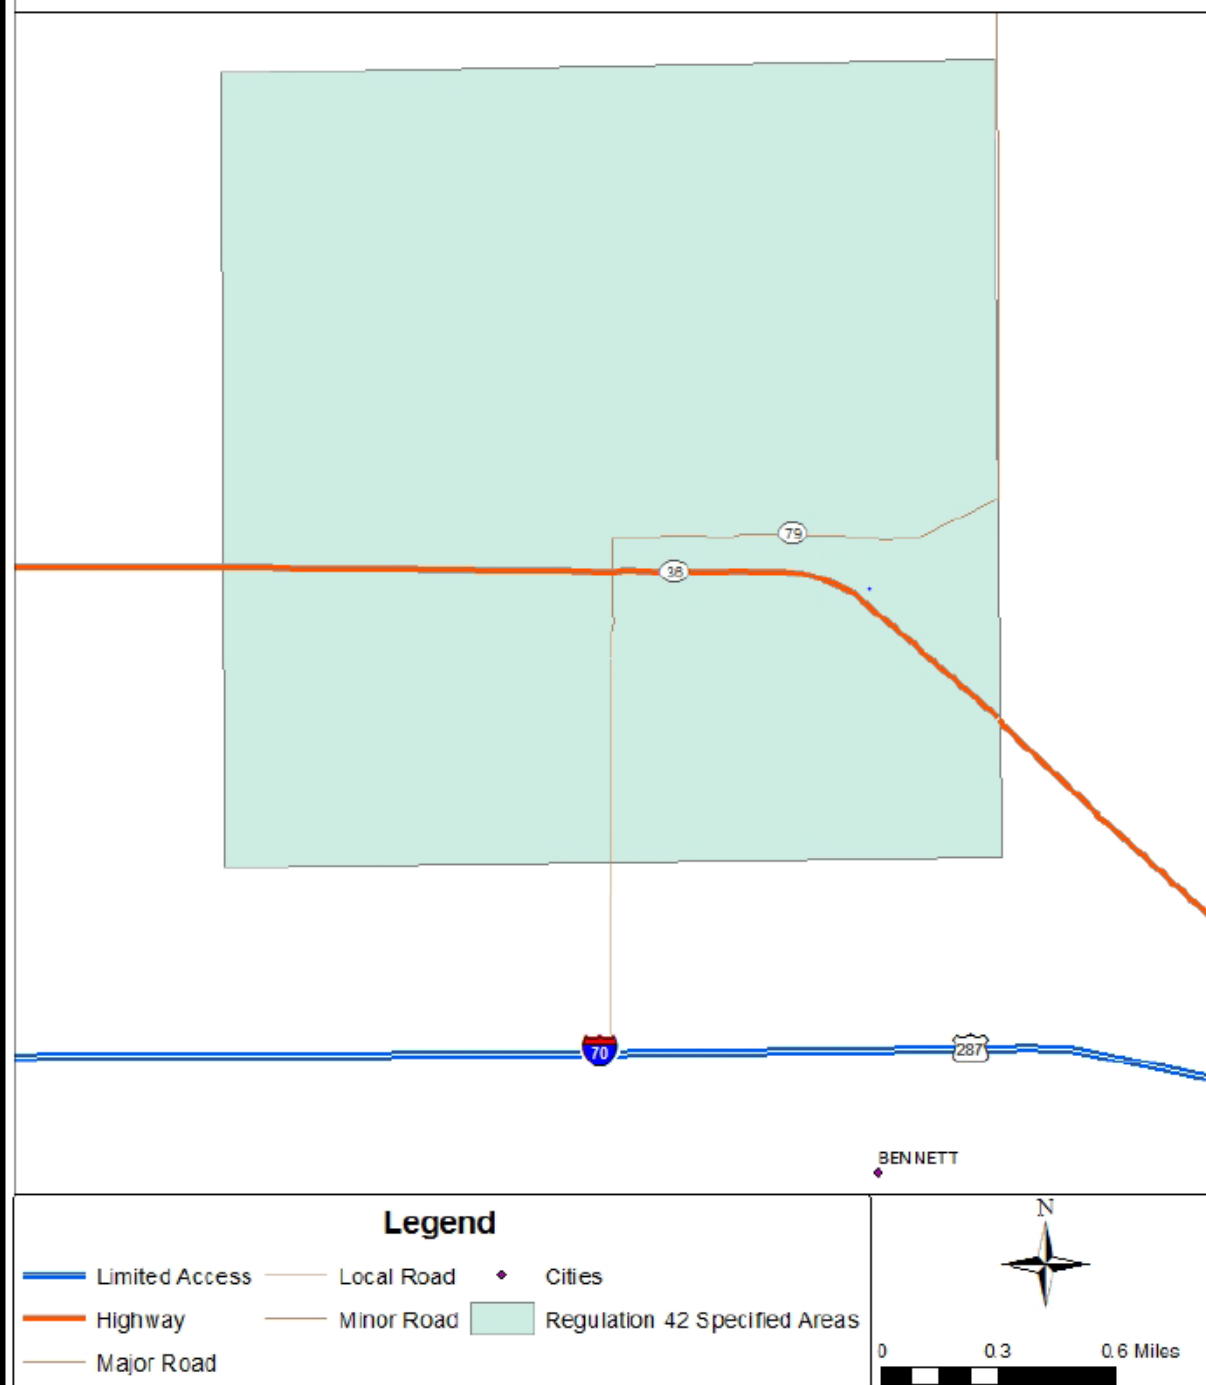 79
36
70
287
BENNETT
Legend
Limited Access
Local Road
Cities
Highway
Minor Road
Regulation 42 Specified Areas
Major Road
N
0 0.3 0.6 Miles